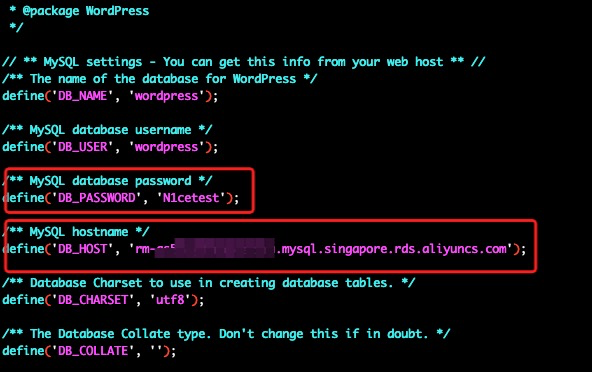 * @package WordPress
*/
// ** MySQL settings - You can get this info from your web host ** //
/** The name of the database for WordPress */
define('DB_NAME', 'wordpress');
/** MySQL database username */
define('DB_USER', 'wordpress');
/** MySQL database password */
define('DB_PASSWORD', 'N1cetest');
/** MySQL hostname */
define('DB_HOST', 'rm- .mysql.singapore.rds.aliyuncs.com');
/** Database Charset to use in creating database tables. */
define('DB_CHARSET', 'utf8');
/** The Database Collate type. Don't change this if in doubt. */
define('DB_COLLATE', '');